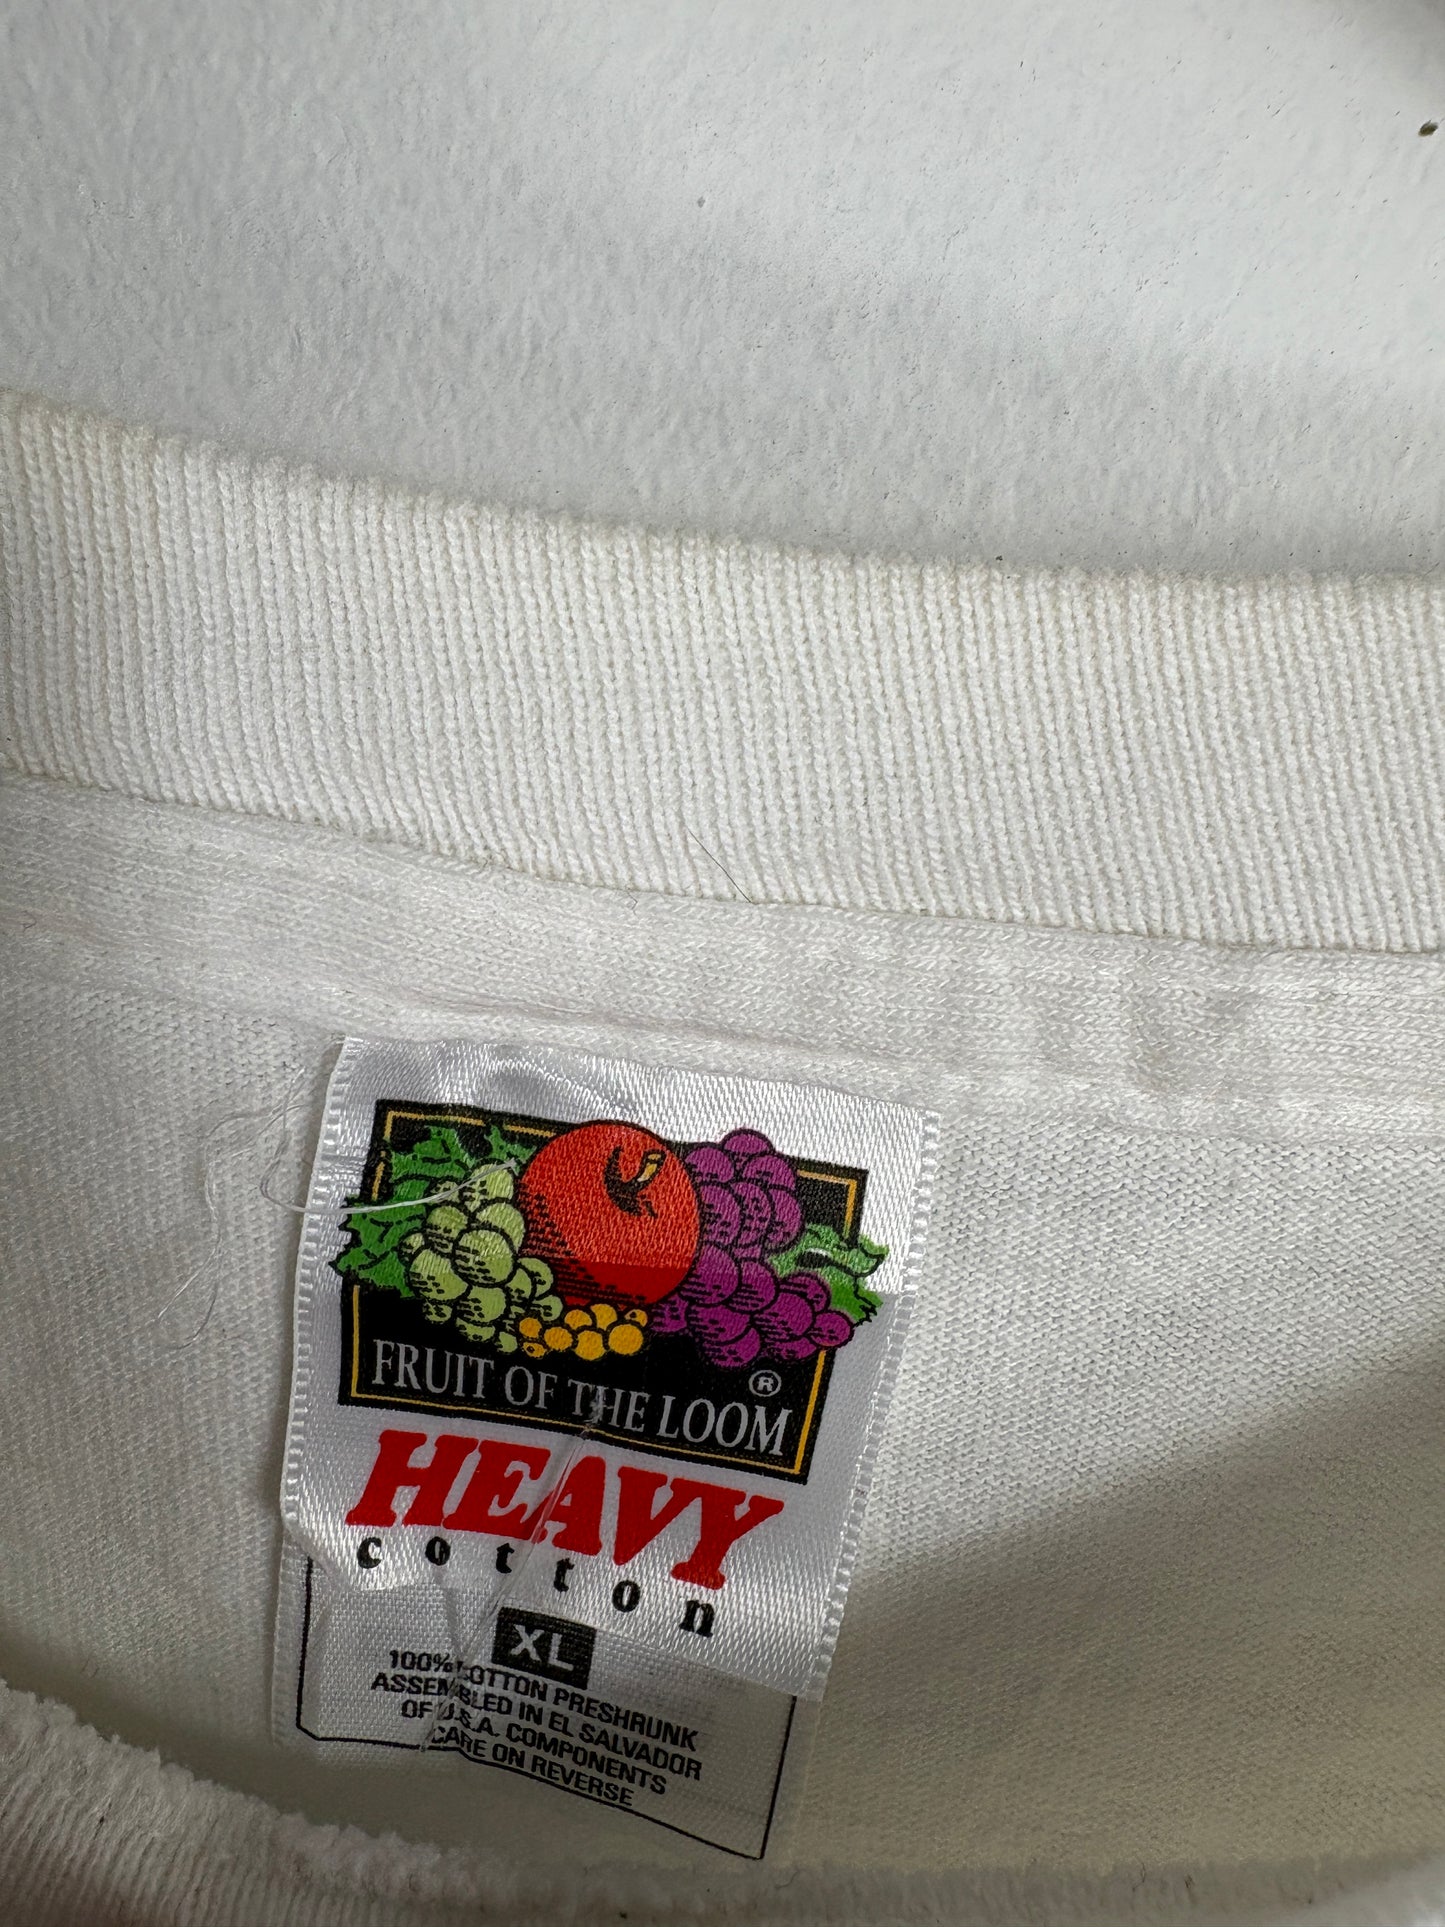 FRUIT OF THE LOOM ®
HEAVY
cotton
XL
100% COTTON PRESHRUNK
ASSEMBLED IN EL SALVADOR
OF U.S.A. COMPONENTS
CARE ON REVERSE